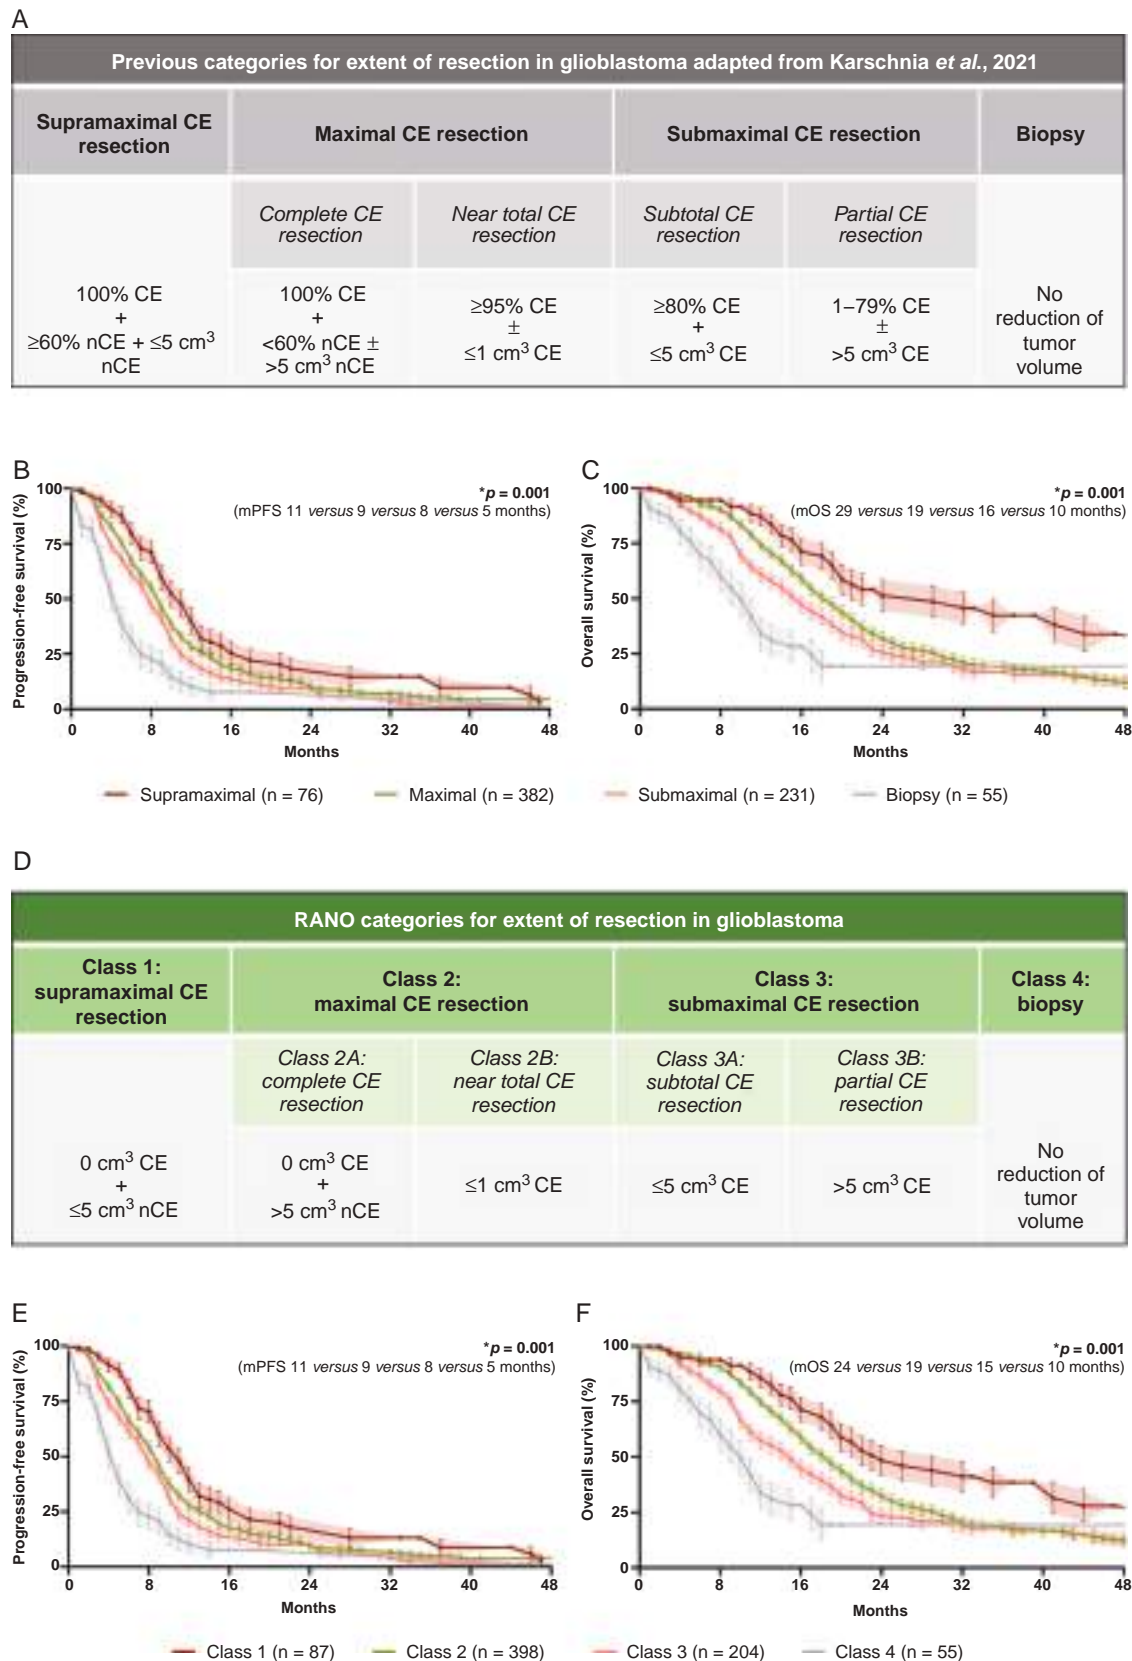 A
Previous categories for extent of resection in glioblastoma adapted from Karschnia et al., 2021
Supramaximal CE
resection
Maximal CE resection
Submaximal CE resection
Biopsy
Complete CE
resection
Near total CE
resection
Subtotal CE
resection
Partial CE
resection
100% CE
+
≥60% nCE + ≤5 cm³
nCE
100% CE
+
<60% nCE ±
>5 cm³ nCE
≥95% CE
±
≤1 cm³ CE
≥80% CE
+
≤5 cm³ CE
1–79% CE
±
>5 cm³ CE
No
reduction of
tumor
volume
B
*p = 0.001
(mPFS 11 versus 9 versus 8 versus 5 months)
Progression-free survival (%)
100
75
50
25
0
0 8 16 24 32 40 48
Months
C
*p = 0.001
(mOS 29 versus 19 versus 16 versus 10 months)
Overall survival (%)
100
75
50
25
0
0 8 16 24 32 40 48
Months
Supramaximal (n = 76) Maximal (n = 382) Submaximal (n = 231) Biopsy (n = 55)
D
RANO categories for extent of resection in glioblastoma
Class 1:
supramaximal CE
resection
Class 2:
maximal CE resection
Class 3:
submaximal CE resection
Class 4:
biopsy
Class 2A:
complete CE
resection
Class 2B:
near total CE
resection
Class 3A:
subtotal CE
resection
Class 3B:
partial CE
resection
0 cm³ CE
+
≤5 cm³ nCE
0 cm³ CE
+
>5 cm³ nCE
≤1 cm³ CE
≤5 cm³ CE
>5 cm³ CE
No
reduction of
tumor
volume
E
*p = 0.001
(mPFS 11 versus 9 versus 8 versus 5 months)
Progression-free survival (%)
100
75
50
25
0
0 8 16 24 32 40 48
Months
F
*p = 0.001
(mOS 24 versus 19 versus 15 versus 10 months)
Overall survival (%)
100
75
50
25
0
0 8 16 24 32 40 48
Months
Class 1 (n = 87) Class 2 (n = 398) Class 3 (n = 204) Class 4 (n = 55)